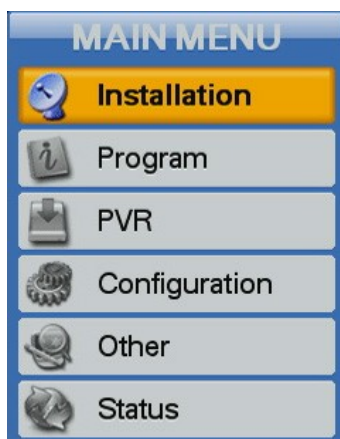 MAIN MENU
Installation
Program
PVR
Configuration
Other
Status